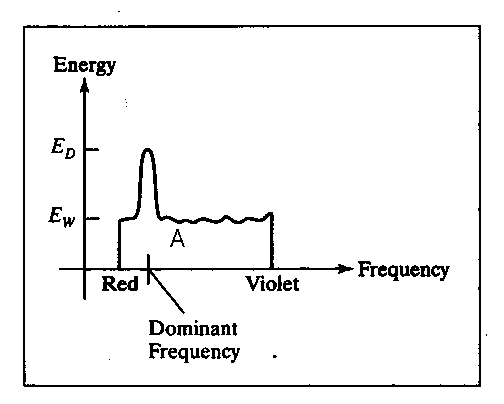 Energy
E_D
E_W
A
Frequency
Red
Violet
Dominant
Frequency